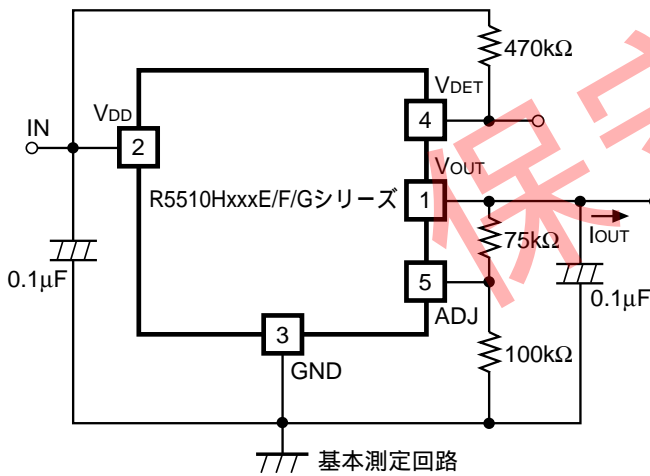 470kΩ
VDET
VDD
IN
4
2
VOUT
R5510HxxxE/F/Gシリーズ
1
IOUT
75kΩ
0.1μF
5
0.1μF
ADJ
3
100kΩ
GND
基本測定回路
保守